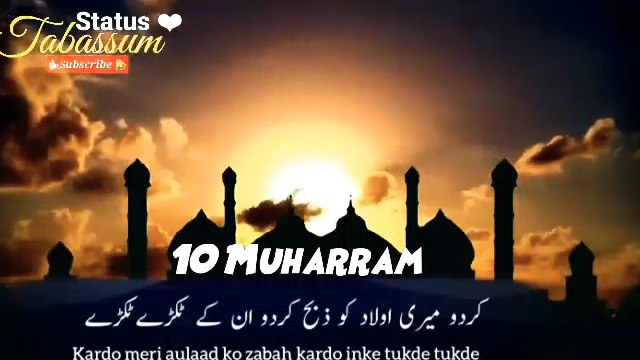 Status ❤
Tabassum
👍Subscribe🔔
10 MUHARRAM
کردو میری اولاد کو ذبح کردو ان کے ٹکڑے ٹکڑے
Kardo meri aulaad ko zabah kardo inke tukde tukde